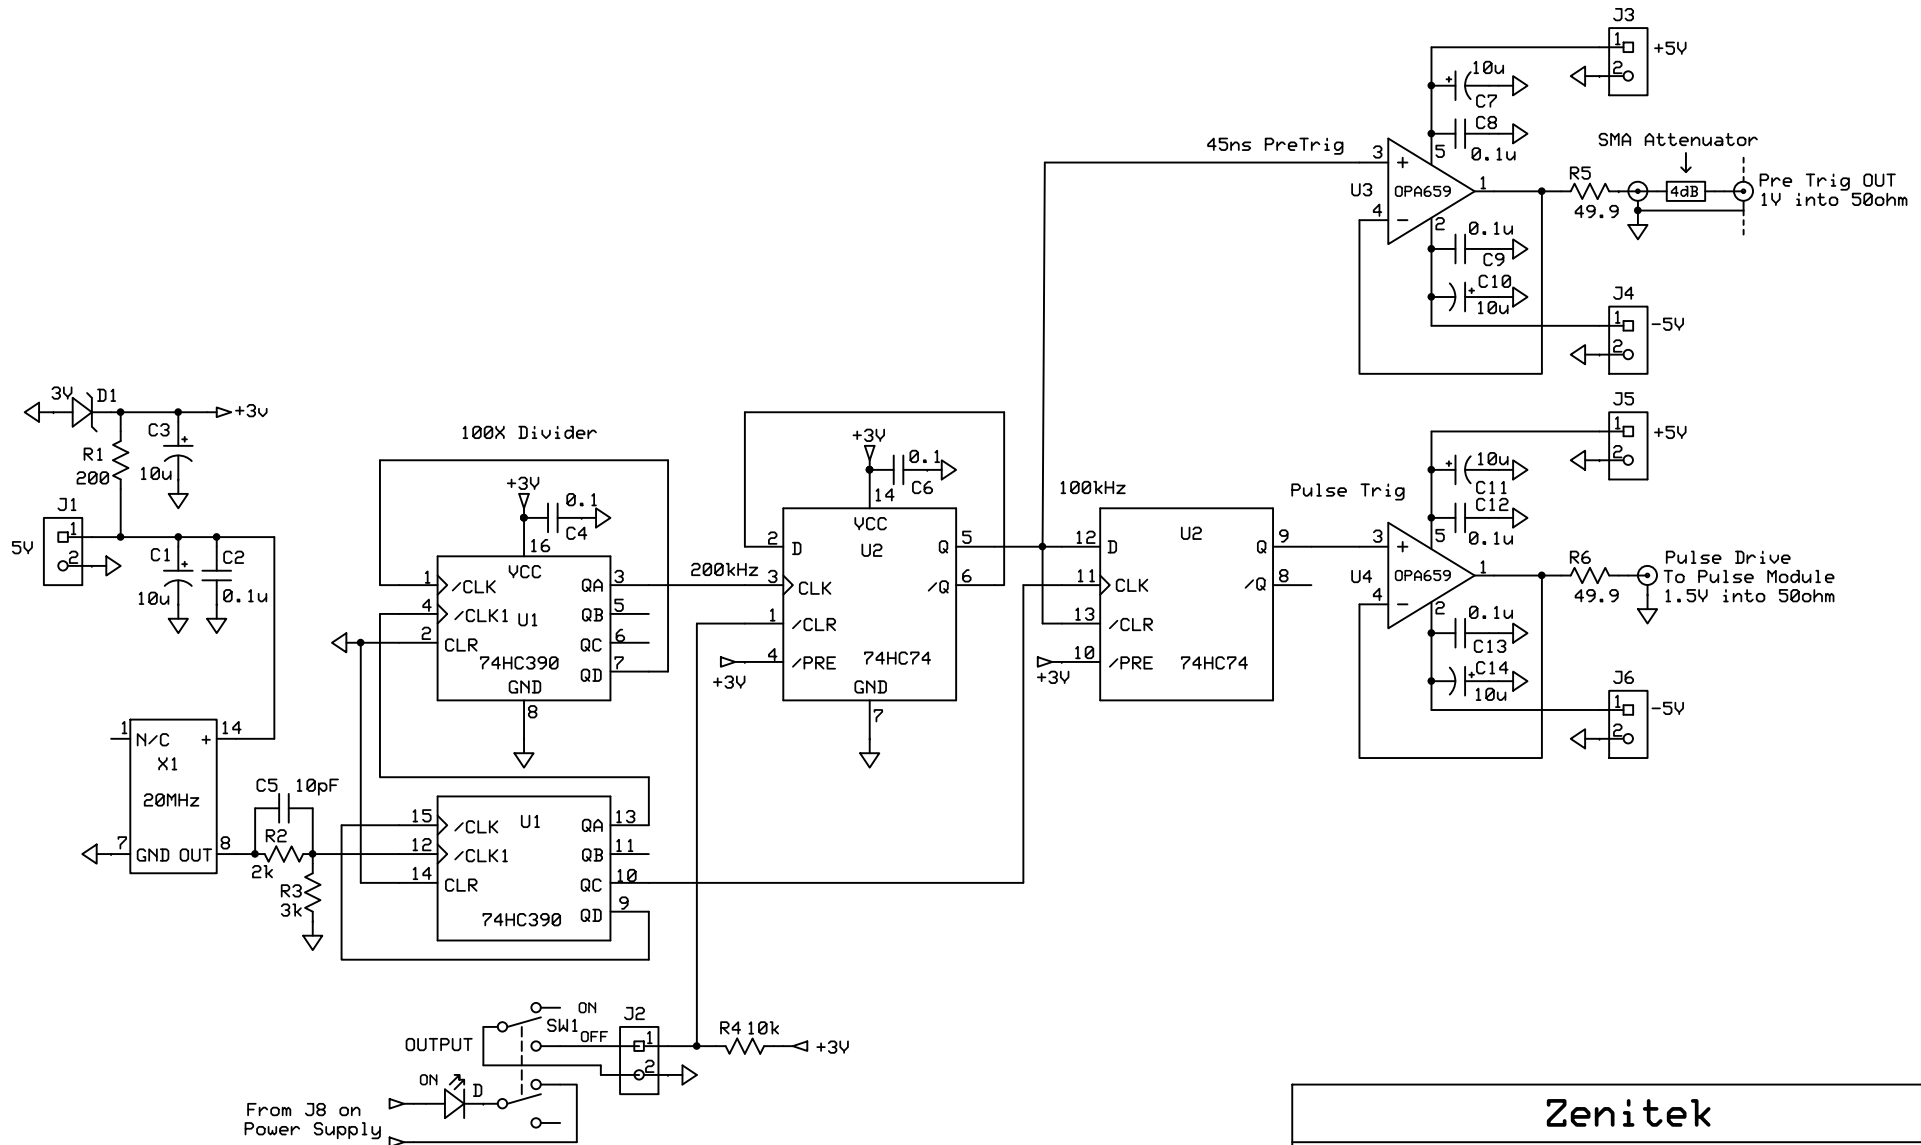 J3
1
+5V
2
10u
+
C7
C8
0.1u
45ns PreTrig
3
+
5
U3
OPA659
1
4
−
2
0.1u
C9
C10
+
10u
R5
49.9
SMA Attenuator
4dB
Pre Trig OUT
1V into 50ohm
J4
1
-5V
2
3V
D1
+3v
C3
+
10u
R1
200
J1
1
5V
2
C1
+
10u
C2
0.1u
100X Divider
+3V
0.1
C4
16
VCC
1
/CLK
QA
3
4
/CLK1
U1
QB
5
2
CLR
QC
6
74HC390
QD
7
GND
8
200kHz
+3V
0.1
C6
14
VCC
2
D
U2
Q
5
3
CLK
/Q
6
1
/CLR
4
/PRE
+3V
74HC74
GND
7
100kHz
12
D
U2
Q
9
11
CLK
/Q
8
13
/CLR
10
/PRE
+3V
74HC74
Pulse Trig
J5
1
+5V
2
+
10u
C11
C12
0.1u
3
+
5
U4
OPA659
1
4
−
2
0.1u
C13
C14
+
10u
R6
49.9
Pulse Drive
To Pulse Module
1.5V into 50ohm
J6
1
-5V
2
1
N/C
+
14
X1
20MHz
7
GND OUT
8
C5
10pF
R2
2k
R3
3k
15
/CLK
U1
QA
13
12
/CLK1
QB
11
14
CLR
QC
10
74HC390
QD
9
ON
SW1
OFF
OUTPUT
J2
1
2
R4 10k
+3V
ON
D
From J8 on
Power Supply
Zenitek